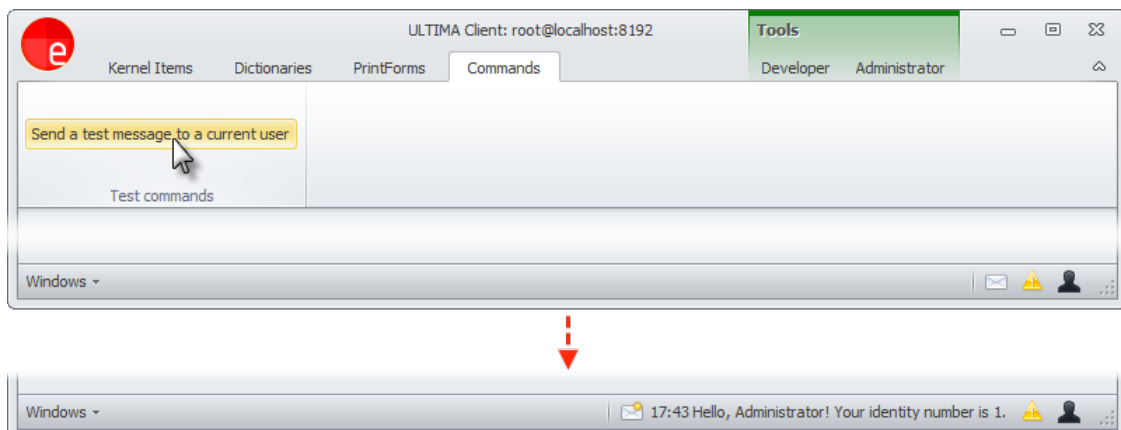 ULTIMA Client: root@localhost:8192
Tools
e
Kernel Items Dictionaries PrintForms Commands Developer Administrator
Send a test message to a current user
Test commands
Windows
Windows 17:43 Hello, Administrator! Your identity number is 1.